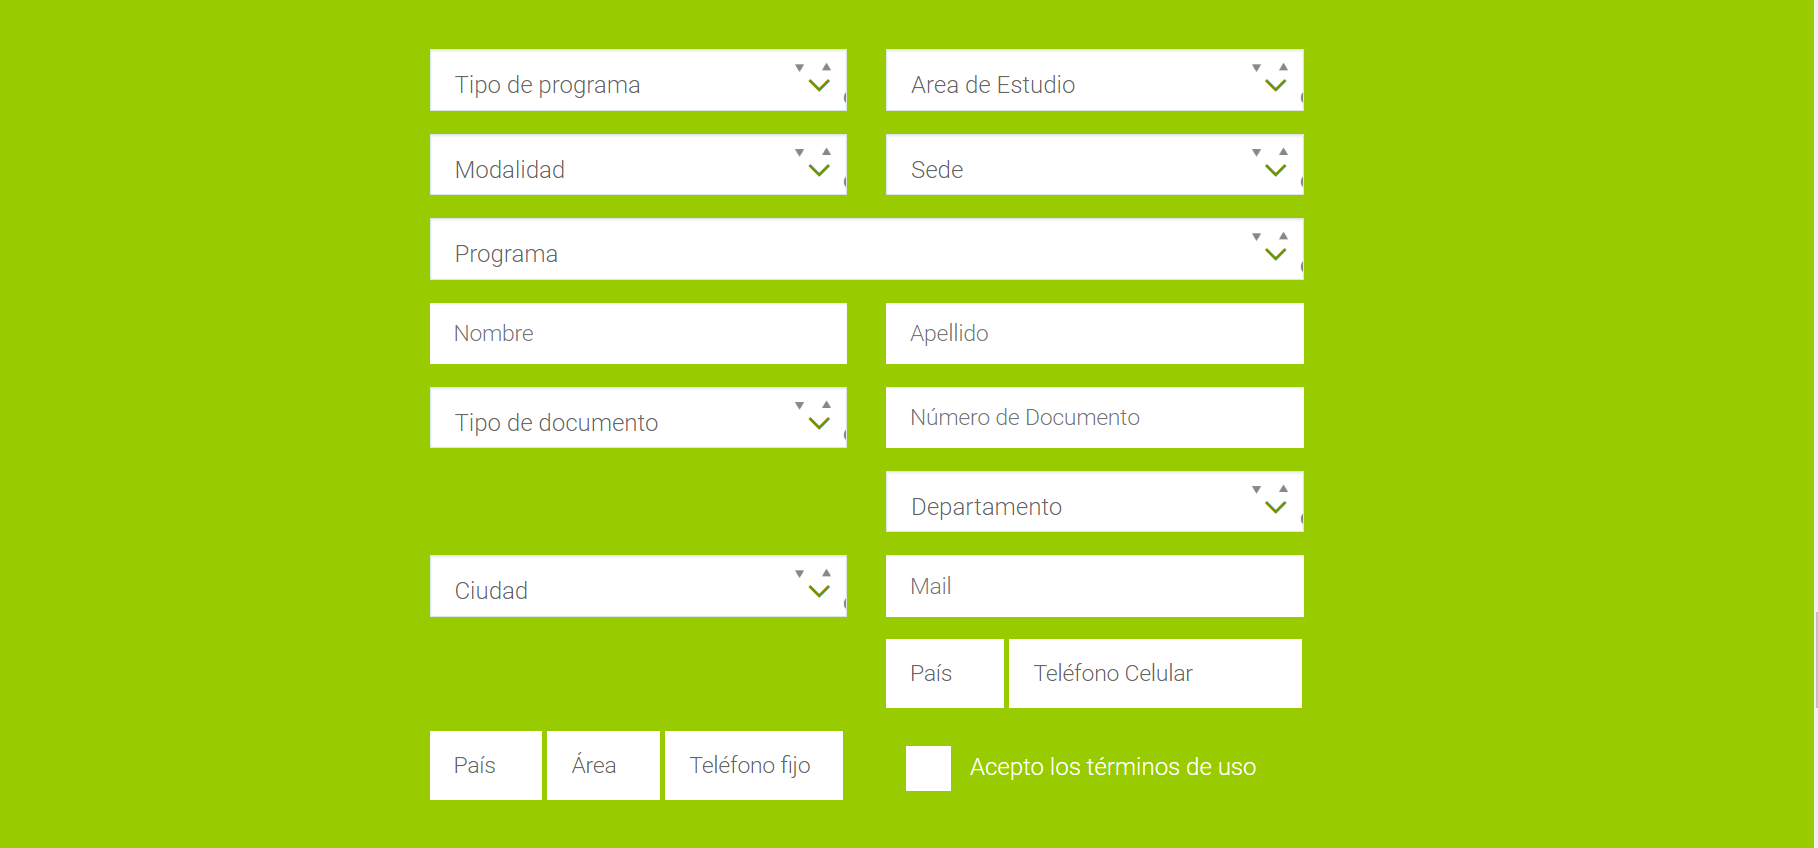 Tipo de programa
Area de Estudio
Modalidad
Sede
Programa
Nombre
Apellido
Tipo de documento
Número de Documento
Departamento
Ciudad
Mail
País
Teléfono Celular
País
Área
Teléfono fijo
Acepto los términos de uso